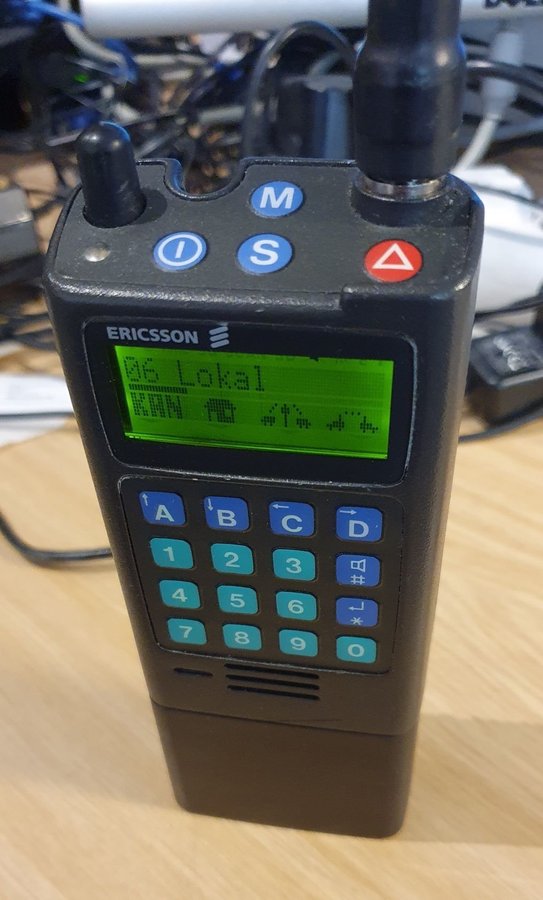 M
S
ERICSSON
06 Lokal
KAN
A B C D
1 2 3
#
4 5 6
*
7 8 9 0